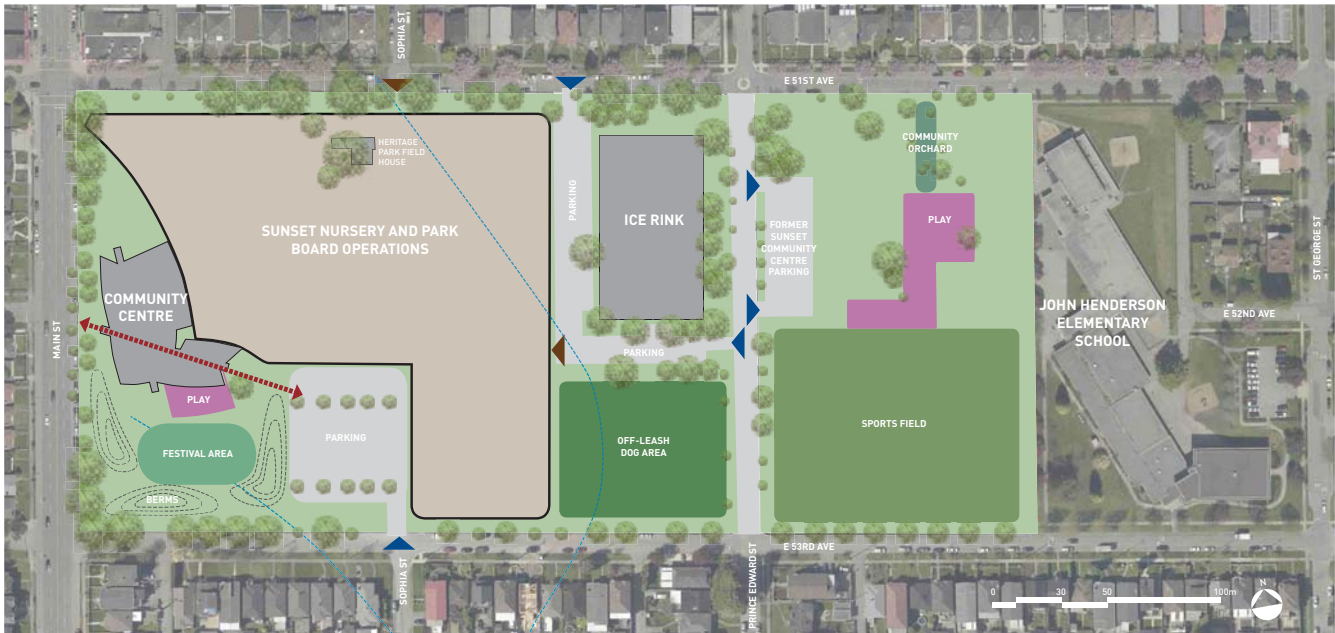 SOPHIA ST
E 51ST AVE
HERITAGE
PARK FIELD
HOUSE
COMMUNITY
ORCHARD
PARKING
ICE RINK
PLAY
SUNSET NURSERY AND PARK
BOARD OPERATIONS
FORMER
SUNSET
COMMUNITY
CENTRE
PARKING
ST GEORGE ST
COMMUNITY
CENTRE
JOHN HENDERSON
ELEMENTARY
SCHOOL
E 52ND AVE
MAIN ST
PARKING
PLAY
PARKING
OFF-LEASH
DOG AREA
SPORTS FIELD
FESTIVAL AREA
BERMS
E 53RD AVE
SOPHIA ST
PRINCE EDWARD ST
0 30 50 100m
N